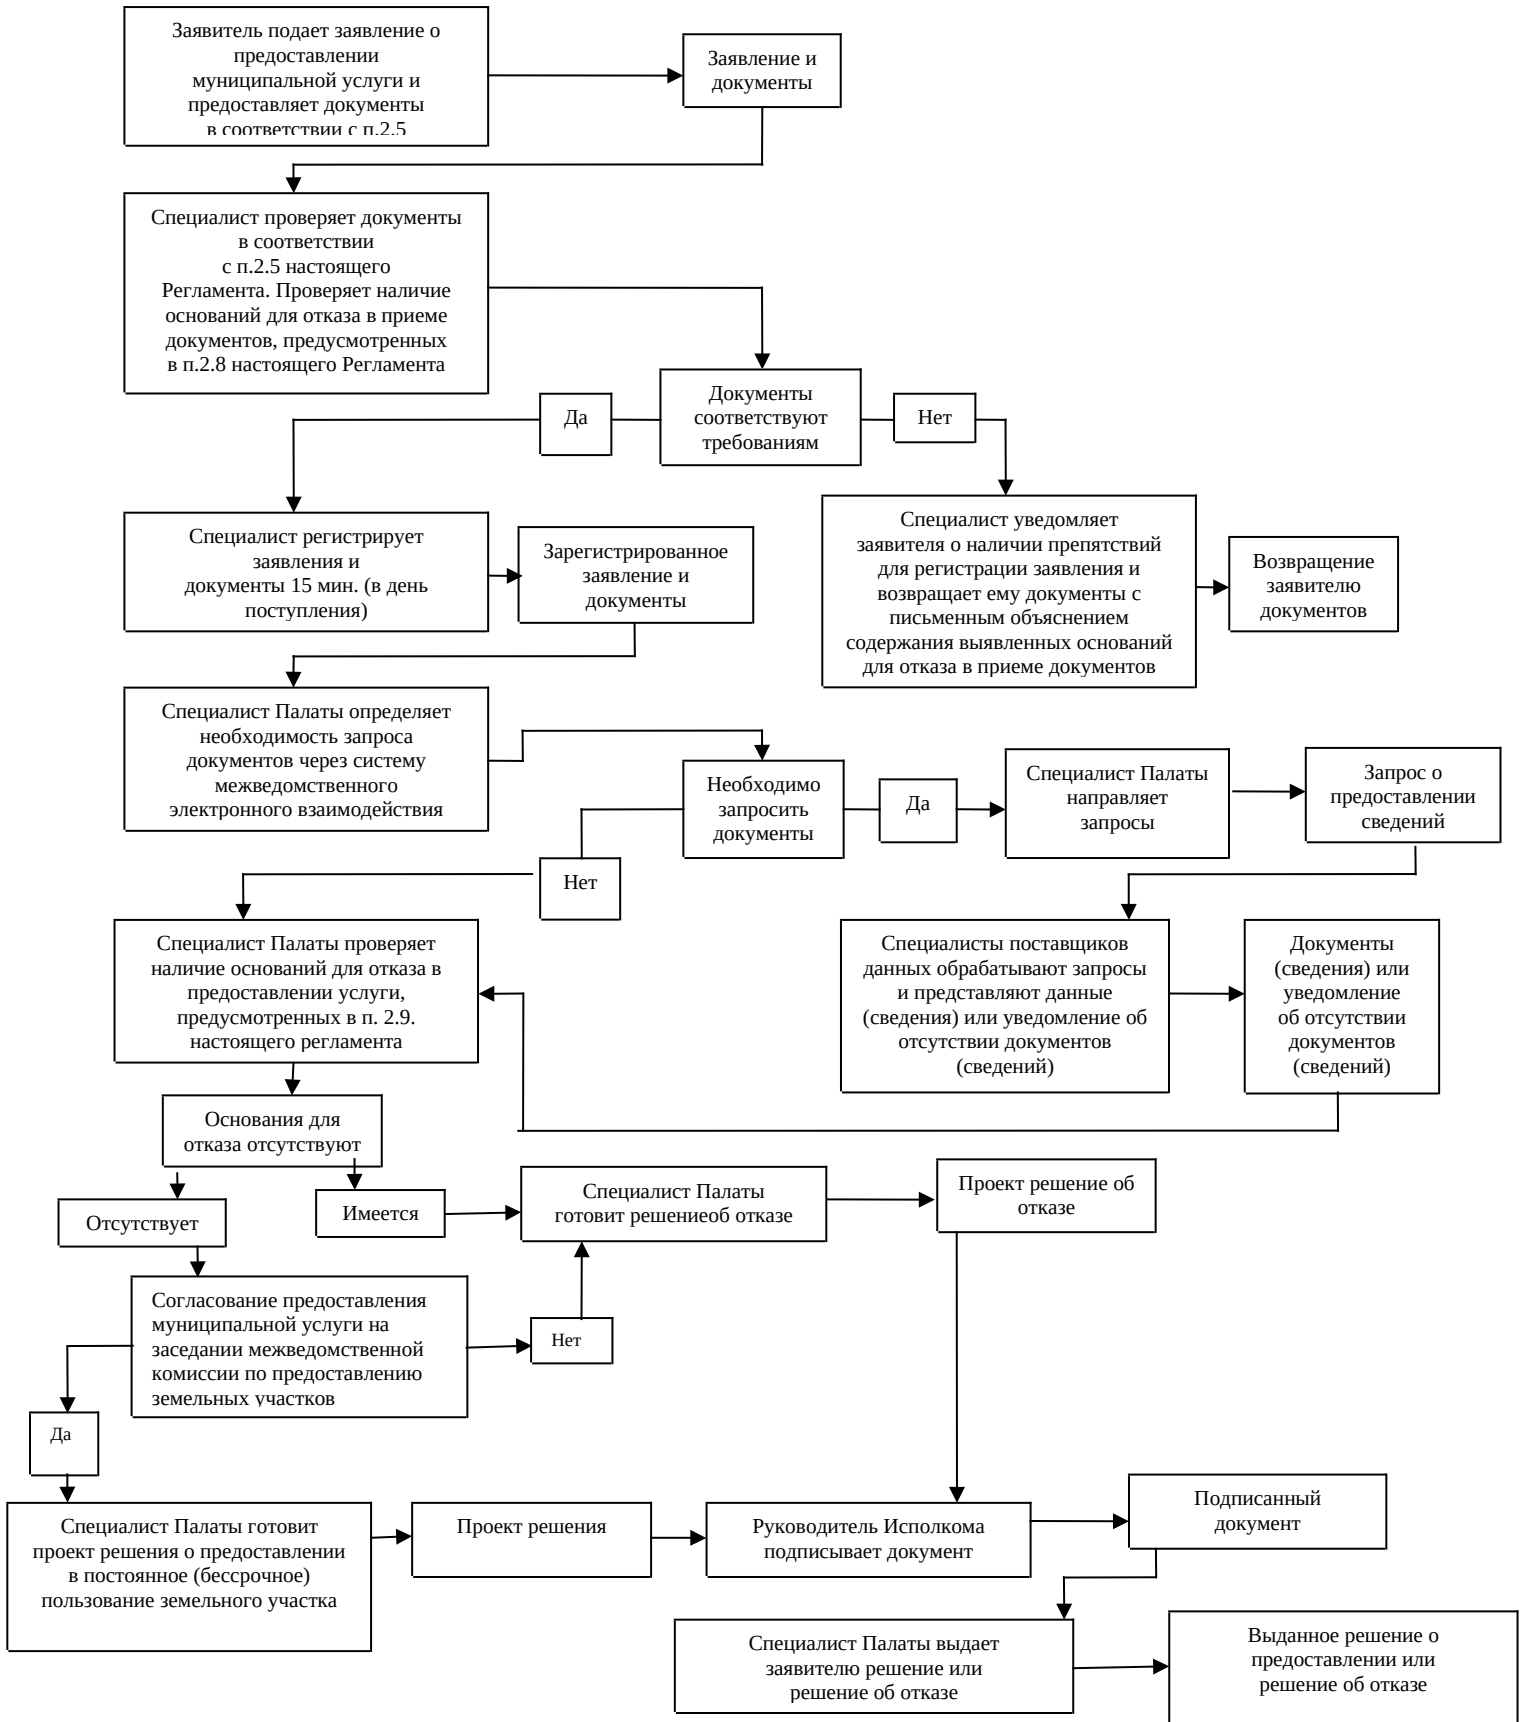 Заявитель подает заявление о
предоставлении
муниципальной услуги и
предоставляет документы
в соответствии с п.2.5
Заявление и
документы
Специалист проверяет документы
в соответствии
с п.2.5 настоящего
Регламента. Проверяет наличие
оснований для отказа в приеме
документов, предусмотренных
в п.2.8 настоящего Регламента
Документы
соответствуют
требованиям
Да
Нет
Специалист регистрирует
заявления и
документы 15 мин. (в день
поступления)
Зарегистрированное
заявление и
документы
Специалист уведомляет
заявителя о наличии препятствий
для регистрации заявления и
возвращает ему документы с
письменным объяснением
содержания выявленных оснований
для отказа в приеме документов
Возвращение
заявителю
документов
Специалист Палаты определяет
необходимость запроса
документов через систему
межведомственного
электронного взаимодействия
Необходимо
запросить
документы
Да
Специалист Палаты
направляет
запросы
Запрос о
предоставлении
сведений
Нет
Специалист Палаты проверяет
наличие оснований для отказа в
предоставлении услуги,
предусмотренных в п. 2.9.
настоящего регламента
Специалисты поставщиков
данных обрабатывают запросы
и представляют данные
(сведения) или уведомление об
отсутствии документов
(сведений)
Документы
(сведения) или
уведомление
об отсутствии
документов
(сведений)
Основания для
отказа отсутствуют
Отсутствует
Имеется
Специалист Палаты
готовит решениеоб отказе
Проект решение об
отказе
Согласование предоставления
муниципальной услуги на
заседании межведомственной
комиссии по предоставлению
земельных участков
Нет
Да
Специалист Палаты готовит
проект решения о предоставлении
в постоянное (бессрочное)
пользование земельного участка
Проект решения
Руководитель Исполкома
подписывает документ
Подписанный
документ
Специалист Палаты выдает
заявителю решение или
решение об отказе
Выданное решение о
предоставлении или
решение об отказе